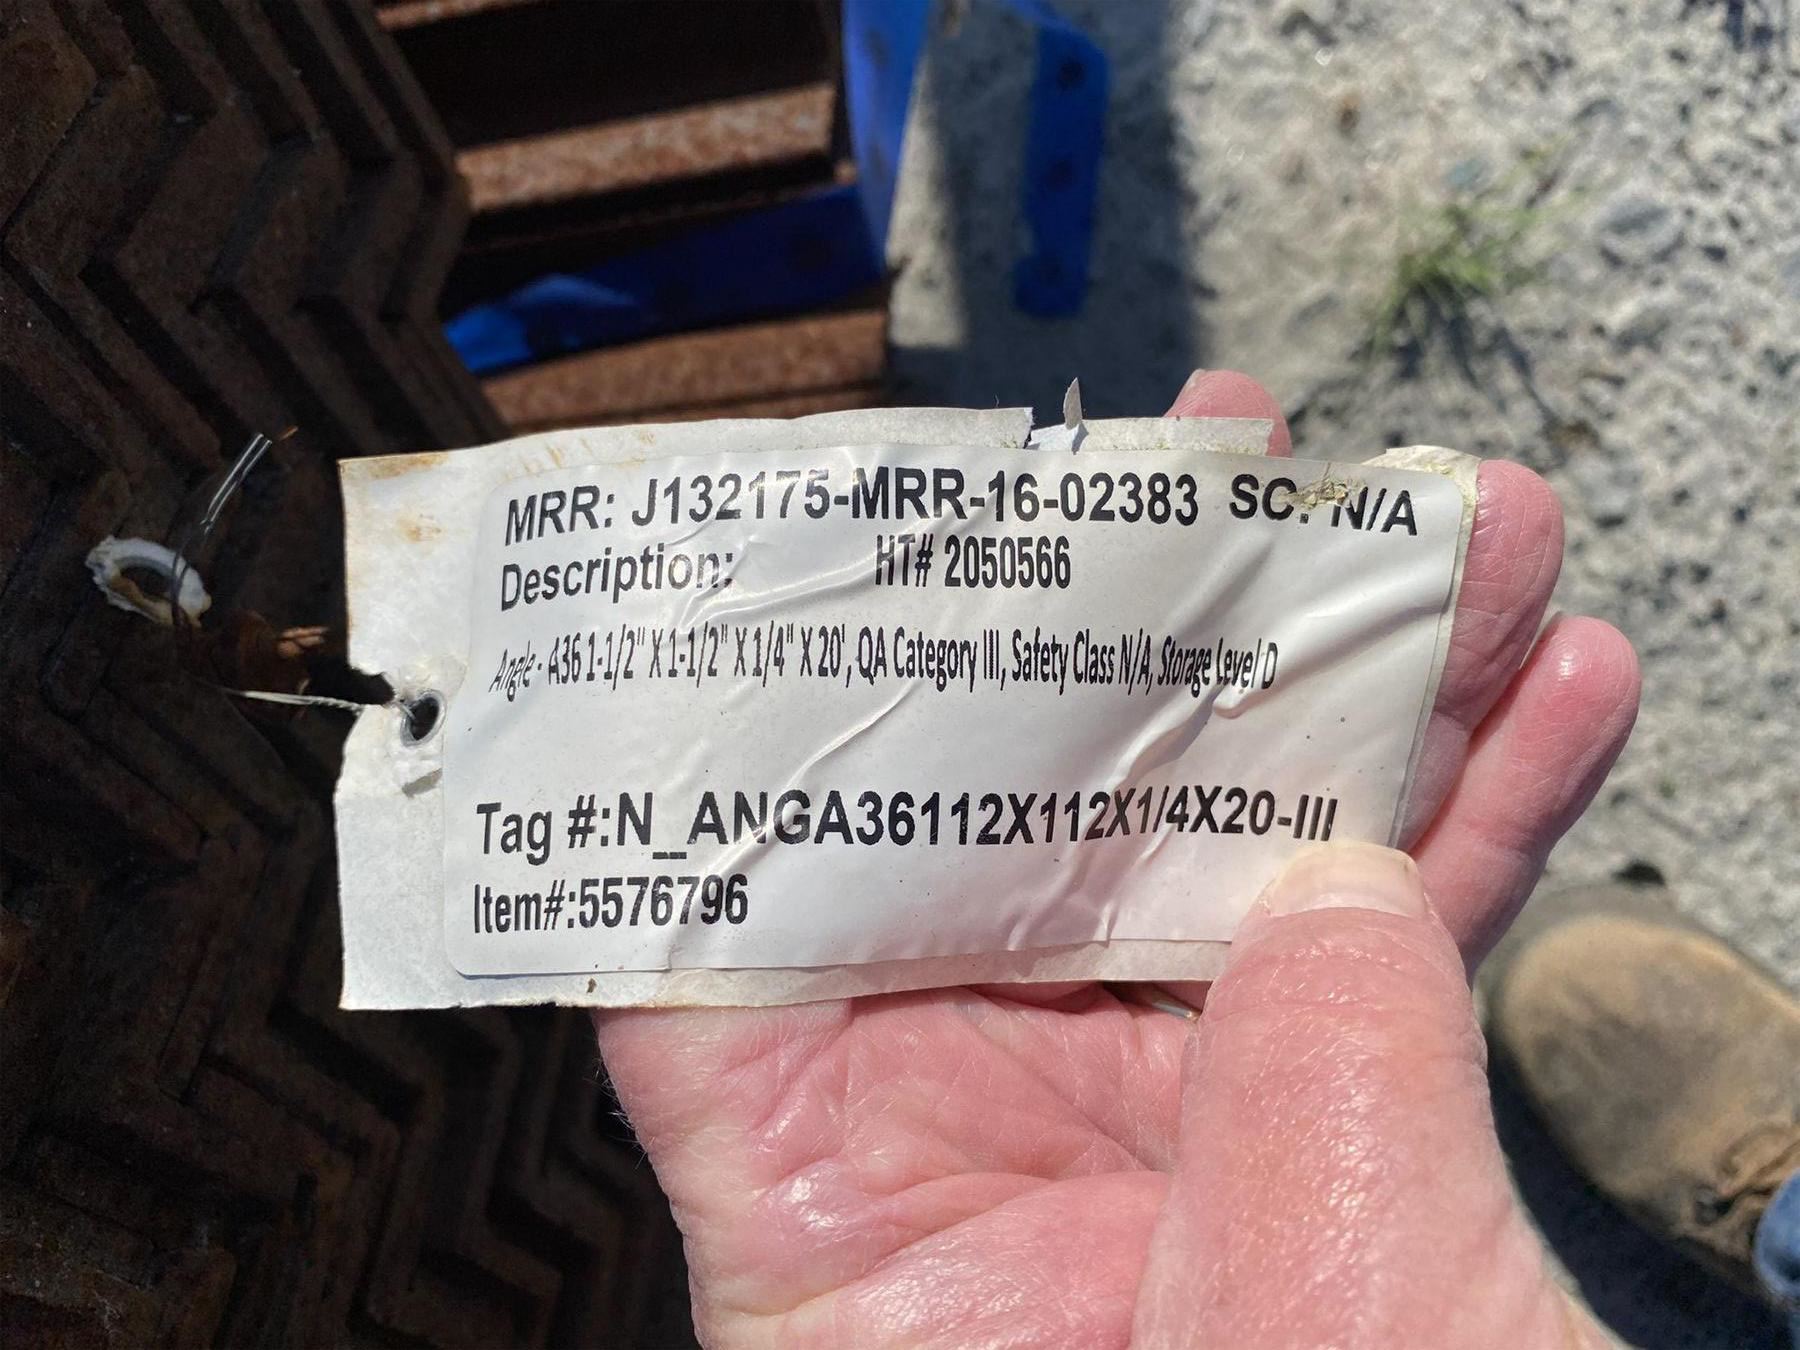 MRR: J132175-MRR-16-02383 SC: N/A
Description: HT# 2050566
Angle - A36 1-1/2" X 1-1/2" X 1/4" X 20', QA Category III, Safety Class N/A, Storage Level D
Tag #:N__ANGA36112X112X1/4X20-III
Item#:5576796